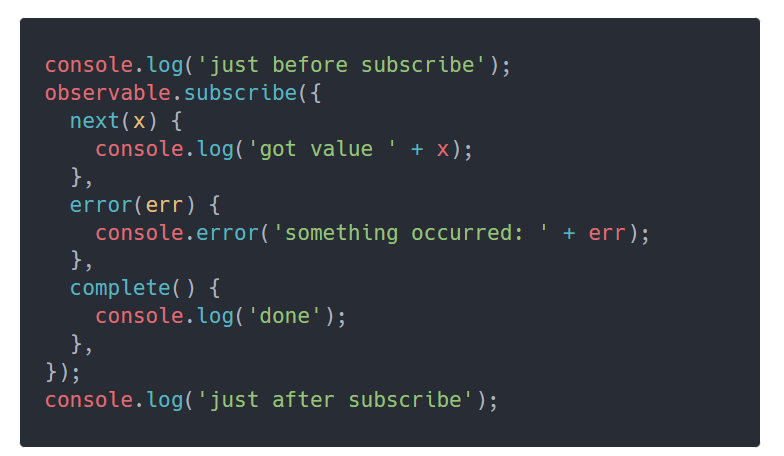 console.log('just before subscribe');
observable.subscribe({
  next(x) {
    console.log('got value ' + x);
  },
  error(err) {
    console.error('something occurred: ' + err);
  },
  complete() {
    console.log('done');
  },
});
console.log('just after subscribe');